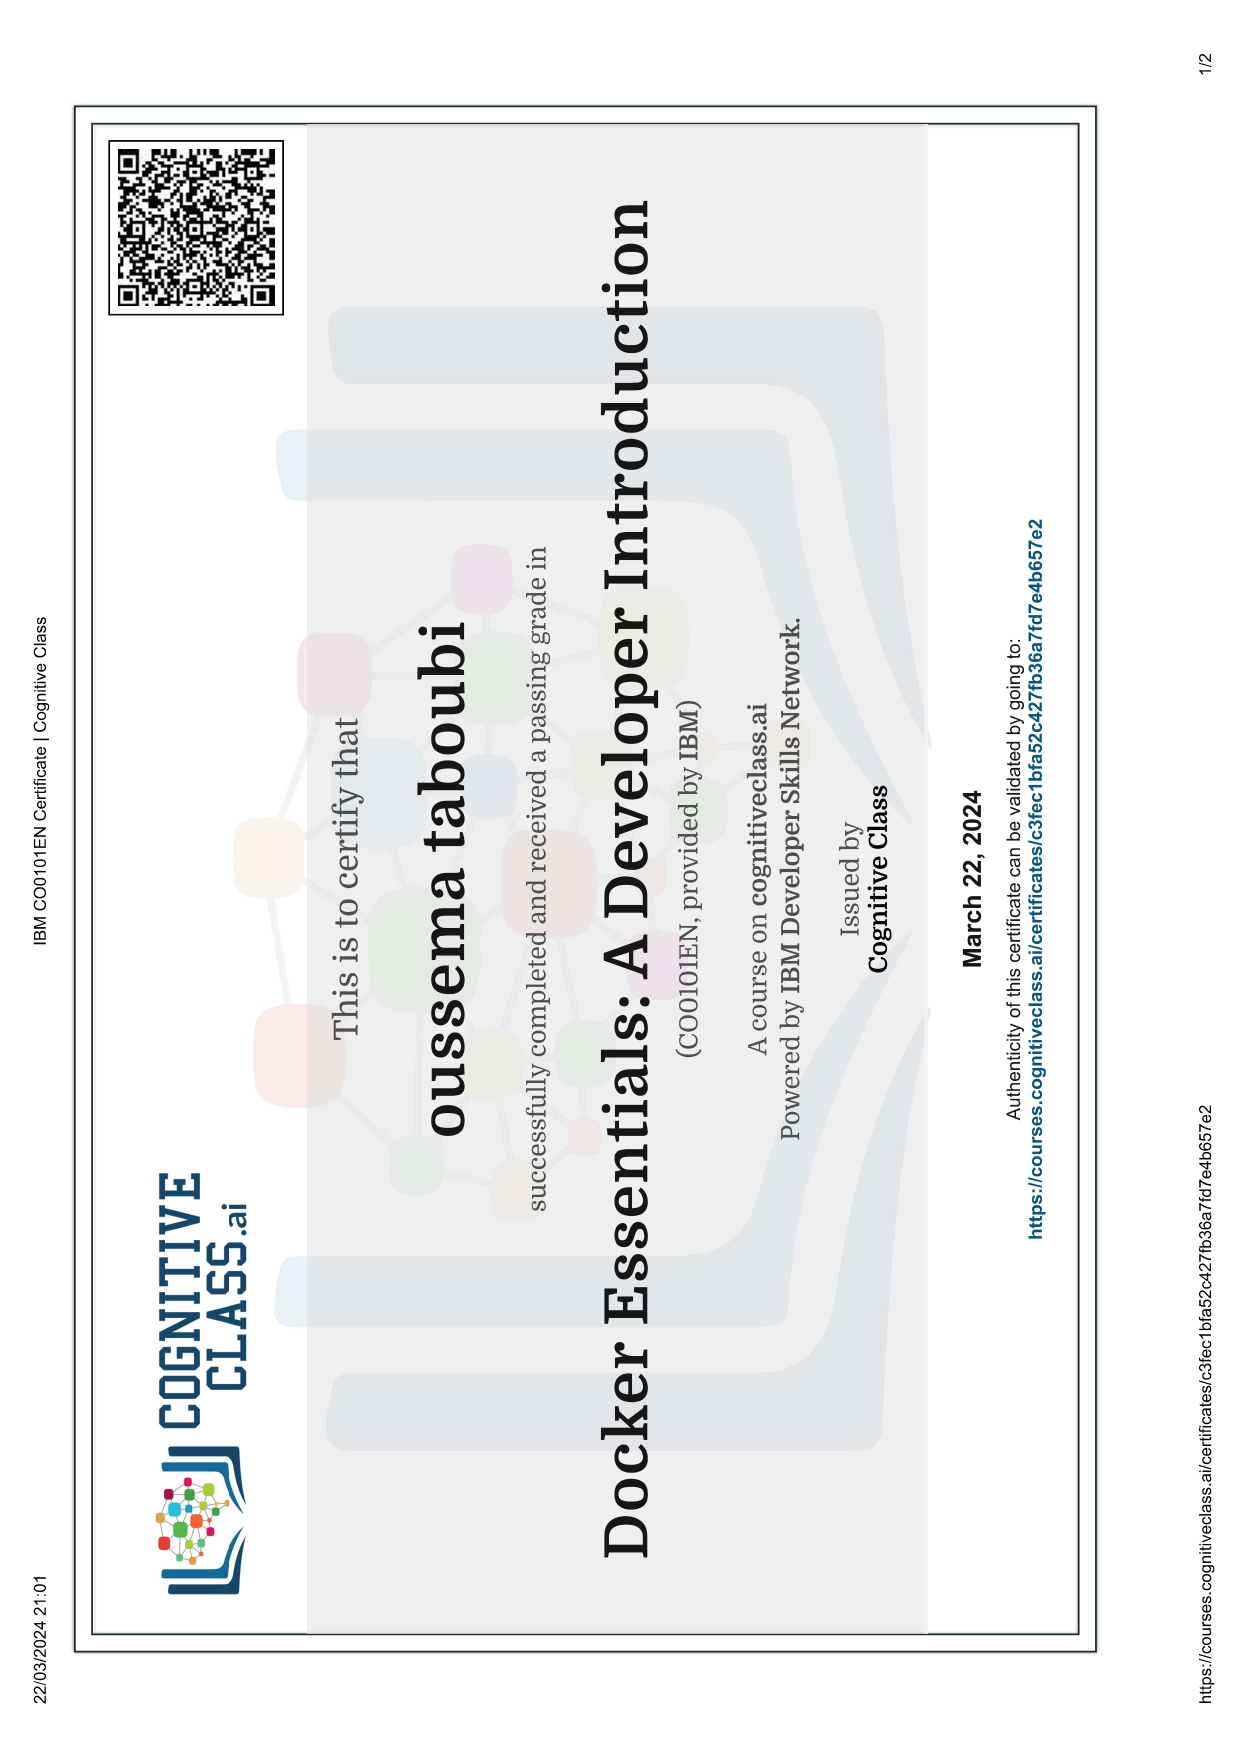 22/03/2024 21:01
IBM CO0101EN Certificate | Cognitive Class
COGNITIVE
CLASS.ai
This is to certify that
oussema taboubi
successfully completed and received a passing grade in
Docker Essentials: A Developer Introduction
(CO0101EN, provided by IBM)
A course on cognitiveclass.ai
Powered by IBM Developer Skills Network.
Issued by
Cognitive Class
March 22, 2024
Authenticity of this certificate can be validated by going to:
https://courses.cognitiveclass.ai/certificates/c3fec1bfa52c427fb36a7fd7e4b657e2
https://courses.cognitiveclass.ai/certificates/c3fec1bfa52c427fb36a7fd7e4b657e2
1/2